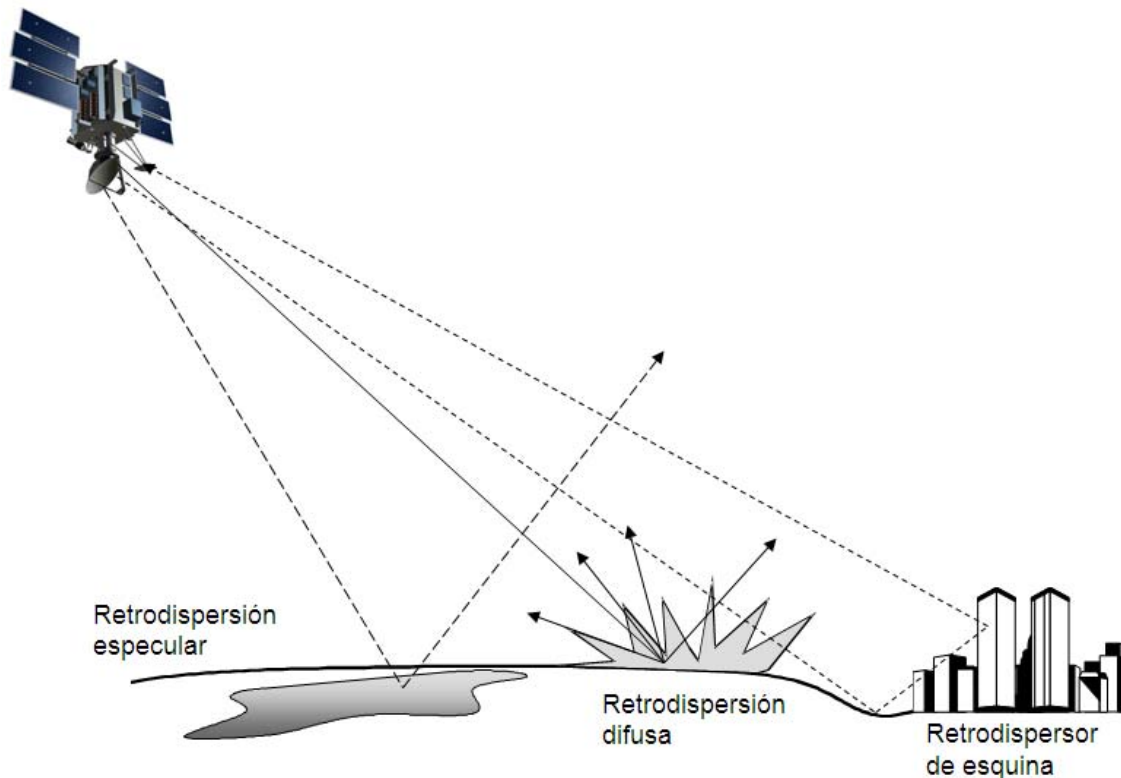 Retrodispersión
especular
Retrodispersión
difusa
Retrodispersor
de esquina